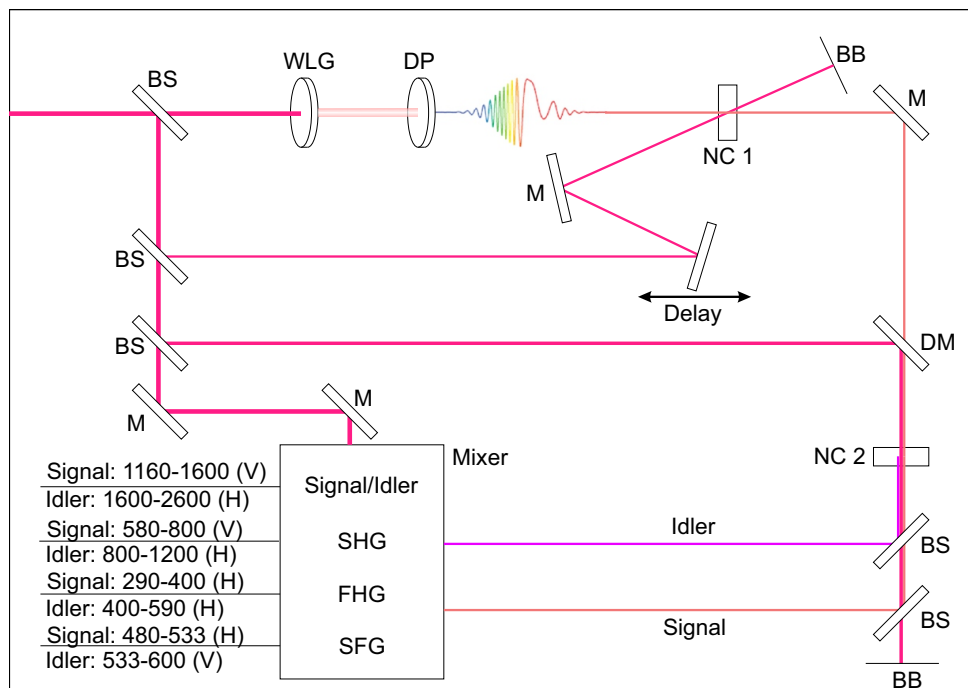 BS
WLG
DP
BB
M
NC 1
M
BS
Delay
BS
DM
M
M
Mixer
NC 2
Signal: 1160-1600 (V)
Signal/Idler
Idler: 1600-2600 (H)
Signal: 580-800 (V)
SHG
Idler
Idler: 800-1200 (H)
BS
Signal: 290-400 (H)
FHG
Idler: 400-590 (H)
Signal
BS
Signal: 480-533 (H)
SFG
Idler: 533-600 (V)
BB